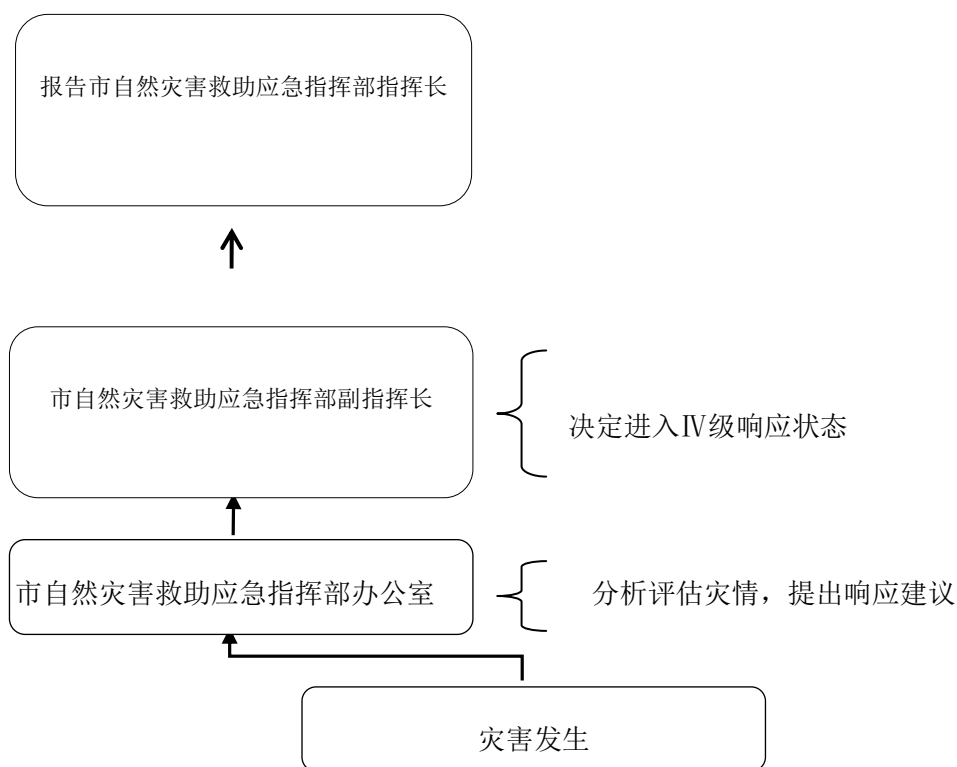 报告市自然灾害救助应急指挥部指挥长
市自然灾害救助应急指挥部副指挥长
决定进入Ⅳ级响应状态
市自然灾害救助应急指挥部办公室
分析评估灾情，提出响应建议
灾害发生